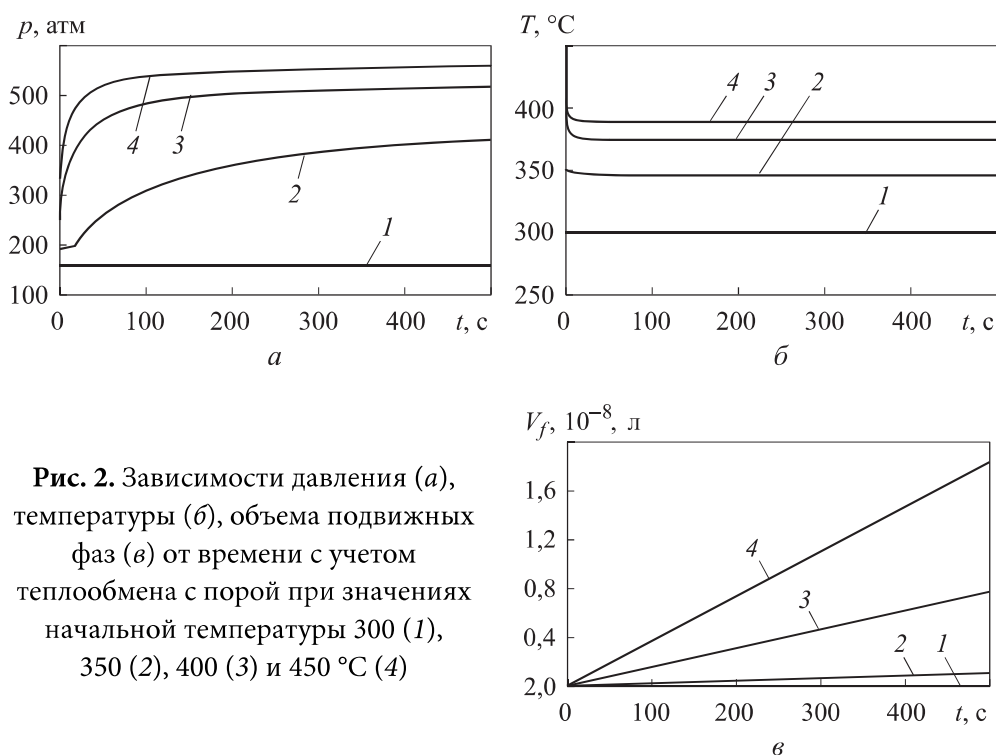 p, атм
500
400
300
200
100
4
3
2
1
0
100
200
300
400
t, с
а
T, °C
400
350
300
250
4
3
2
1
0
100
200
300
400
t, с
б
Рис. 2. Зависимости давления (а),
температуры (б), объема подвижных
фаз (в) от времени с учетом
теплообмена с порой при значениях
начальной температуры 300 (1),
350 (2), 400 (3) и 450 °C (4)
V_f, 10⁻⁸, л
1,6
1,2
0,8
0,4
2,0
4
3
2
1
0
100
200
300
400
t, с
в